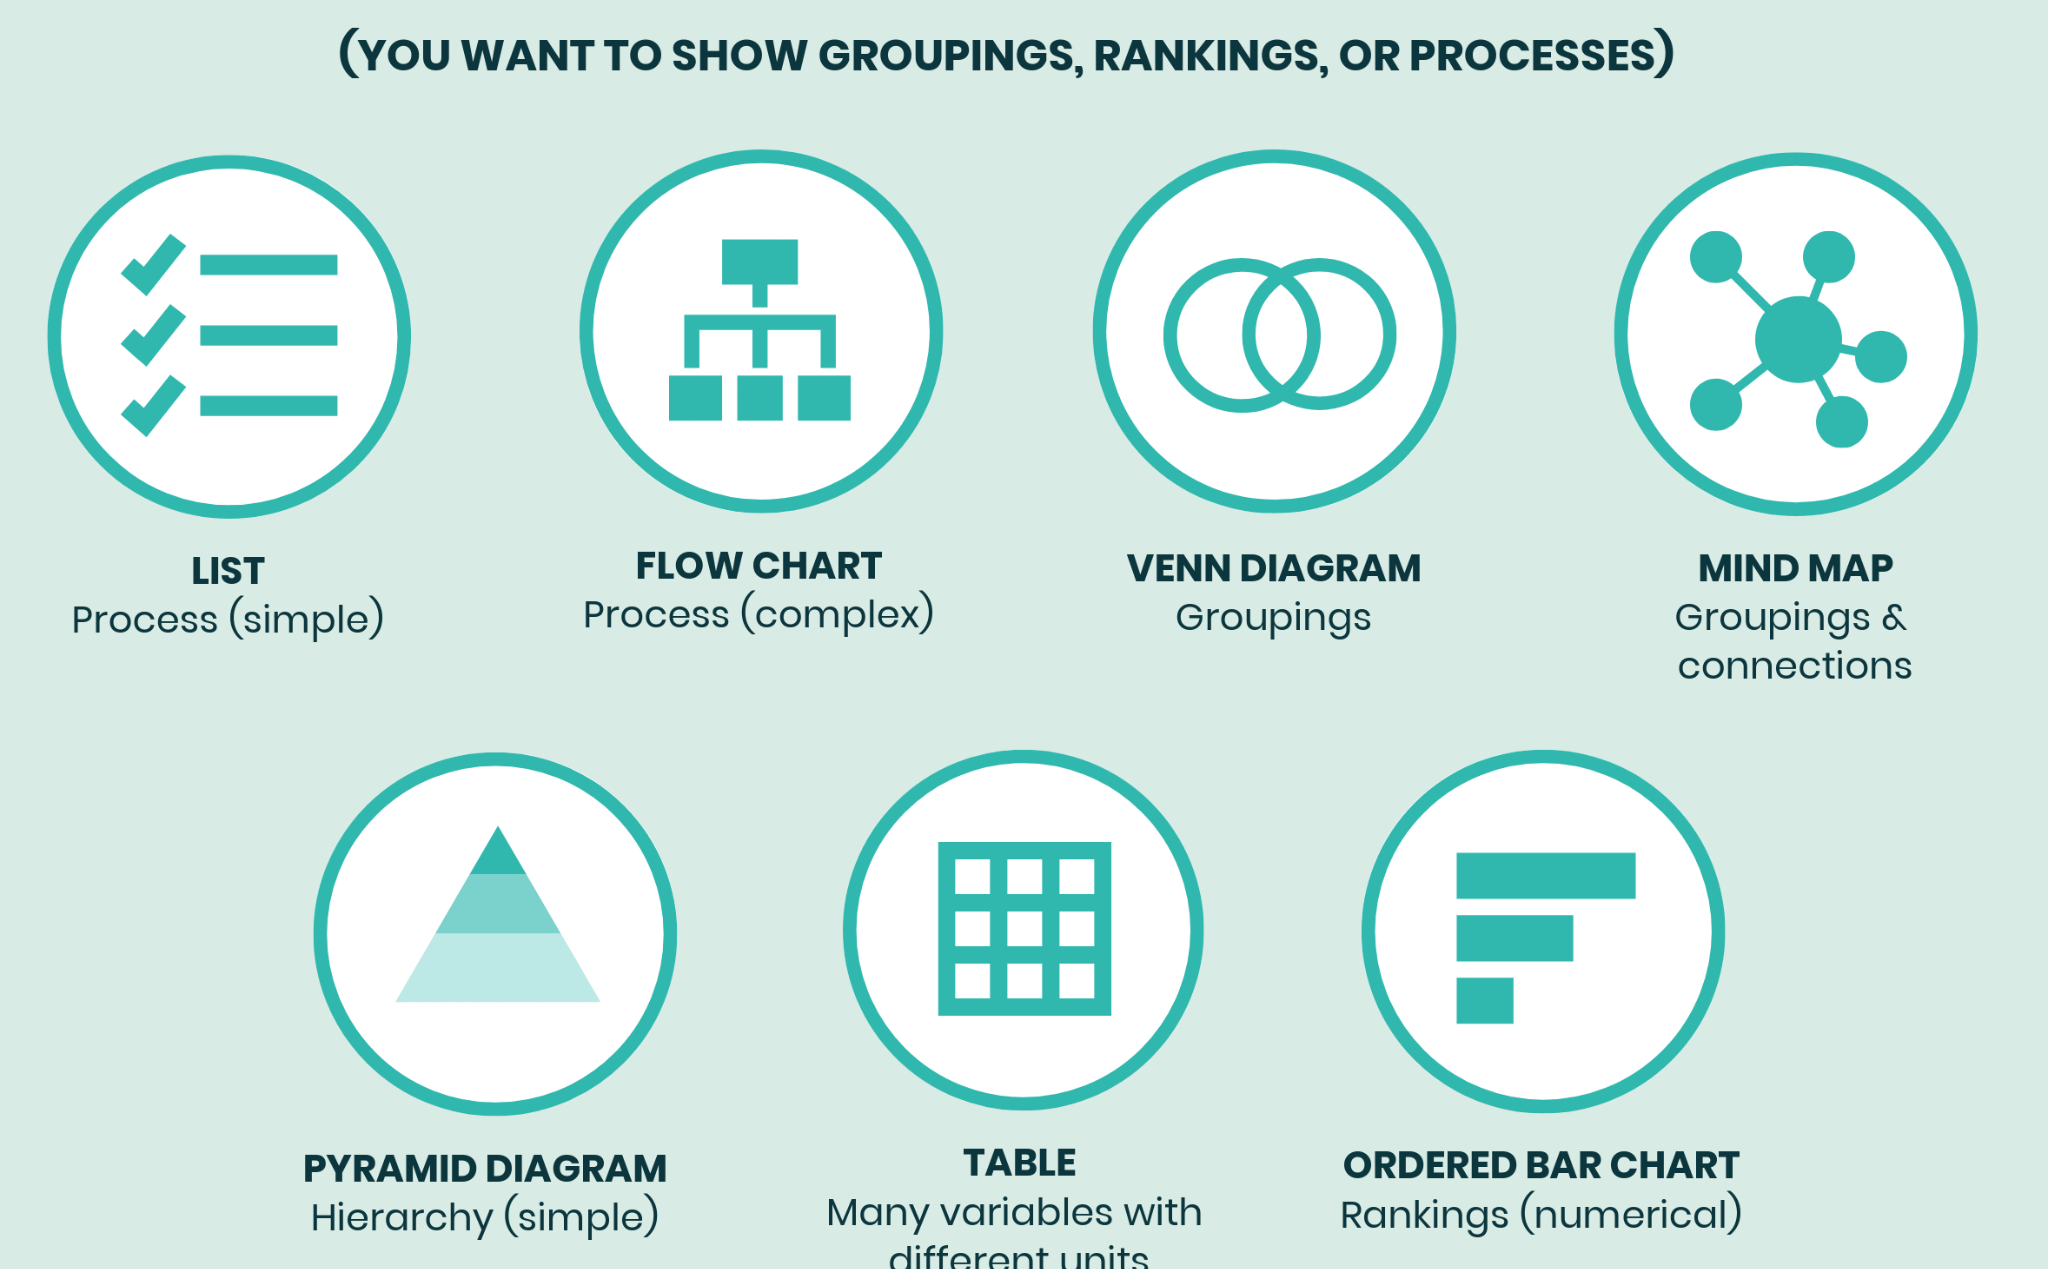 (YOU WANT TO SHOW GROUPINGS, RANKINGS, OR PROCESSES)
LIST
Process (simple)
FLOW CHART
Process (complex)
VENN DIAGRAM
Groupings
MIND MAP
Groupings &
connections
PYRAMID DIAGRAM
Hierarchy (simple)
TABLE
Many variables with
different units
ORDERED BAR CHART
Rankings (numerical)